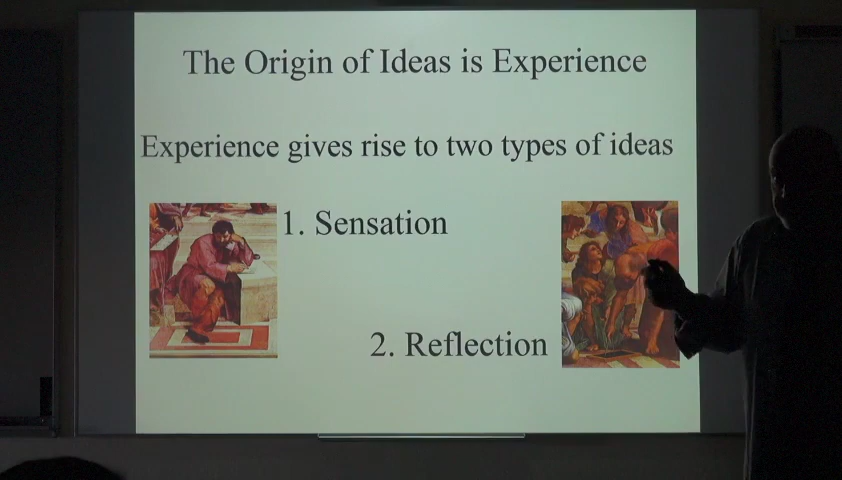 The Origin of Ideas is Experience
Experience gives rise to two types of ideas
1. Sensation
2. Reflection